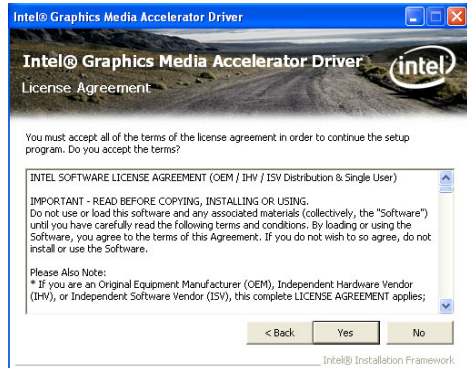 Intel® Graphics Media Accelerator Driver
Intel® Graphics Media Accelerator Driver
License Agreement
intel
You must accept all of the terms of the license agreement in order to continue the setup
program. Do you accept the terms?
INTEL SOFTWARE LICENSE AGREEMENT (OEM / IHV / ISV Distribution & Single User)
IMPORTANT - READ BEFORE COPYING, INSTALLING OR USING.
Do not use or load this software and any associated materials (collectively, the "Software")
until you have carefully read the following terms and conditions. By loading or using the
Software, you agree to the terms of this Agreement. If you do not wish to so agree, do not
install or use the Software.
Please Also Note:
* If you are an Original Equipment Manufacturer (OEM), Independent Hardware Vendor
(IHV), or Independent Software Vendor (ISV), this complete LICENSE AGREEMENT applies;
< Back Yes No
Intel® Installation Framework